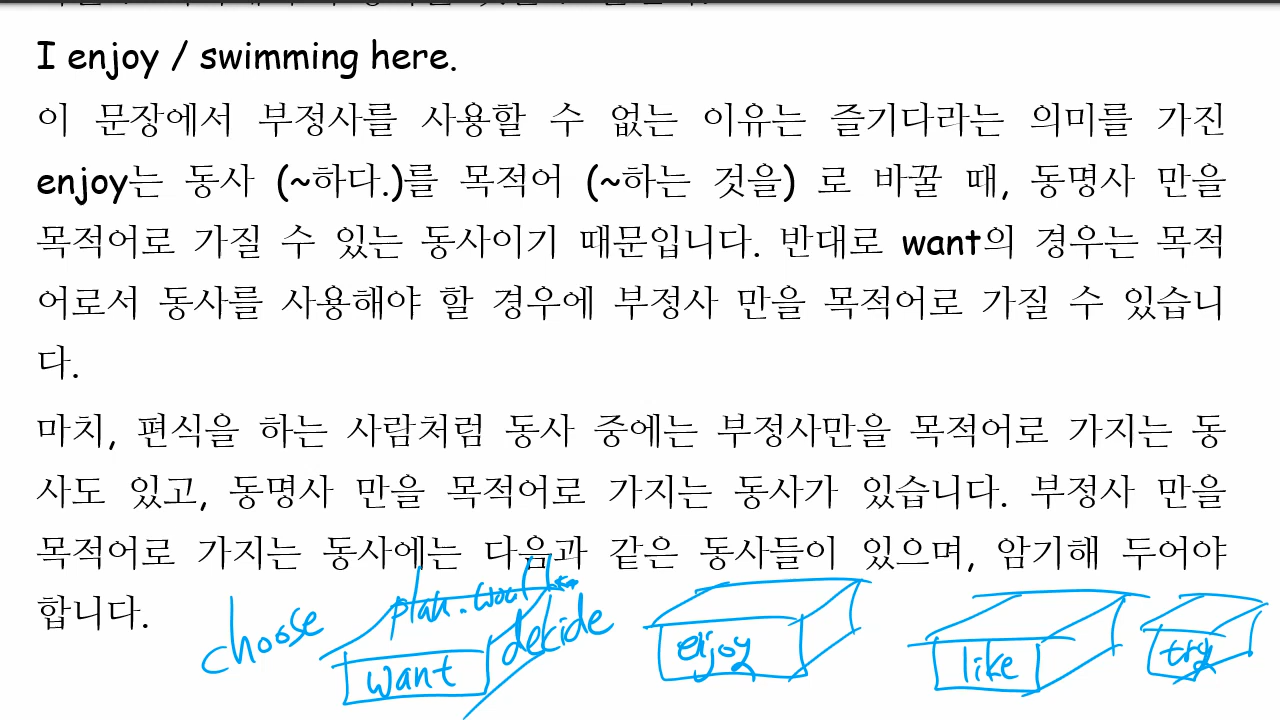 I enjoy / swimming here.
이 문장에서 부정사를 사용할 수 없는 이유는 즐기다라는 의미를 가진
enjoy는 동사 (~하다.)를 목적어 (~하는 것을) 로 바꿀 때, 동명사 만을
목적어로 가질 수 있는 동사이기 때문입니다. 반대로 want의 경우는 목적
어로서 동사를 사용해야 할 경우에 부정사 만을 목적어로 가질 수 있습니
다.
마치, 편식을 하는 사람처럼 동사 중에는 부정사만을 목적어로 가지는 동
사도 있고, 동명사 만을 목적어로 가지는 동사가 있습니다. 부정사 만을
목적어로 가지는 동사에는 다음과 같은 동사들이 있으며, 암기해 두어야
합니다.
choose plan. decide
want enjoy like try